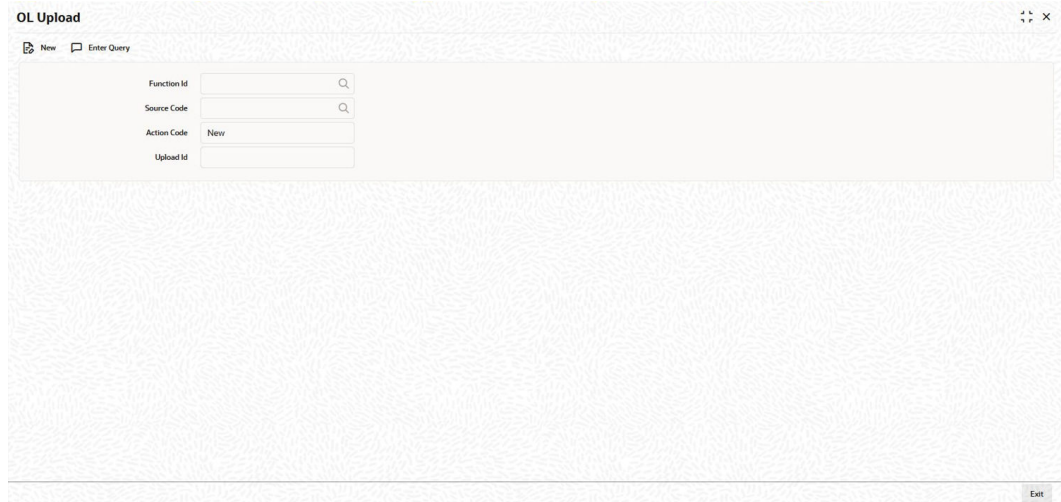 OL Upload
New Enter Query
Function Id
Source Code
Action Code New
Upload Id
Exit